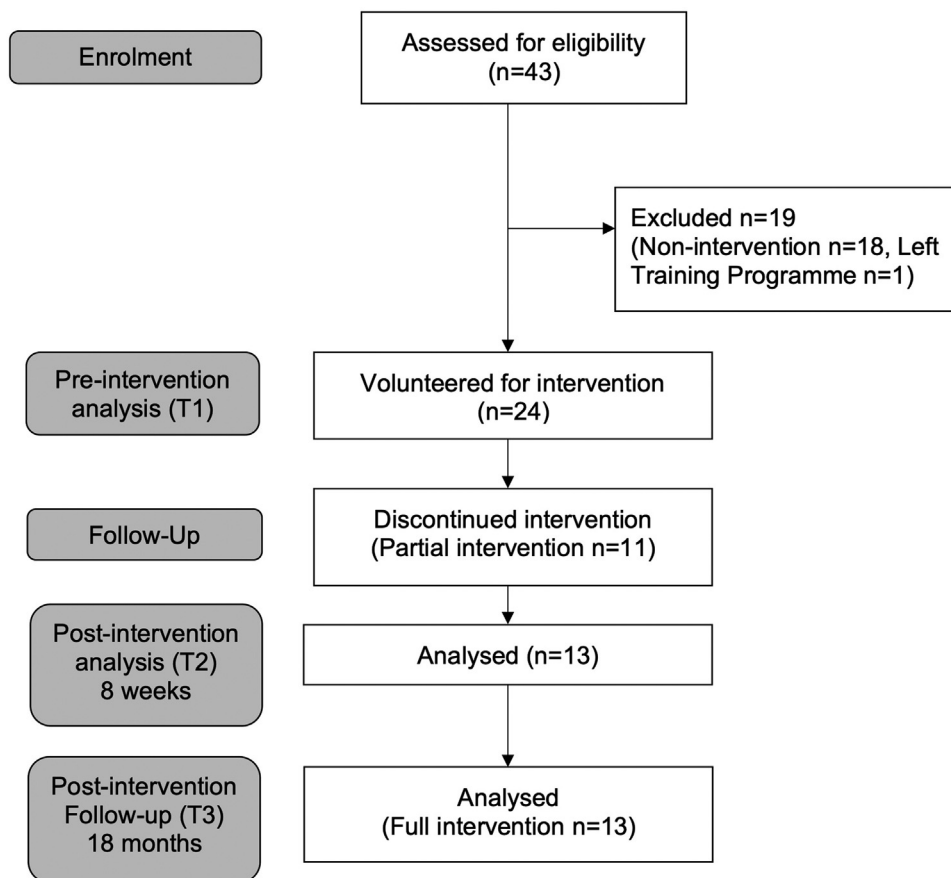 Enrolment
Assessed for eligibility
(n=43)
Excluded n=19
(Non-intervention n=18, Left
Training Programme n=1)
Pre-intervention
analysis (T1)
Volunteered for intervention
(n=24)
Follow-Up
Discontinued intervention
(Partial intervention n=11)
Post-intervention
analysis (T2)
8 weeks
Analysed (n=13)
Post-intervention
Follow-up (T3)
18 months
Analysed
(Full intervention n=13)